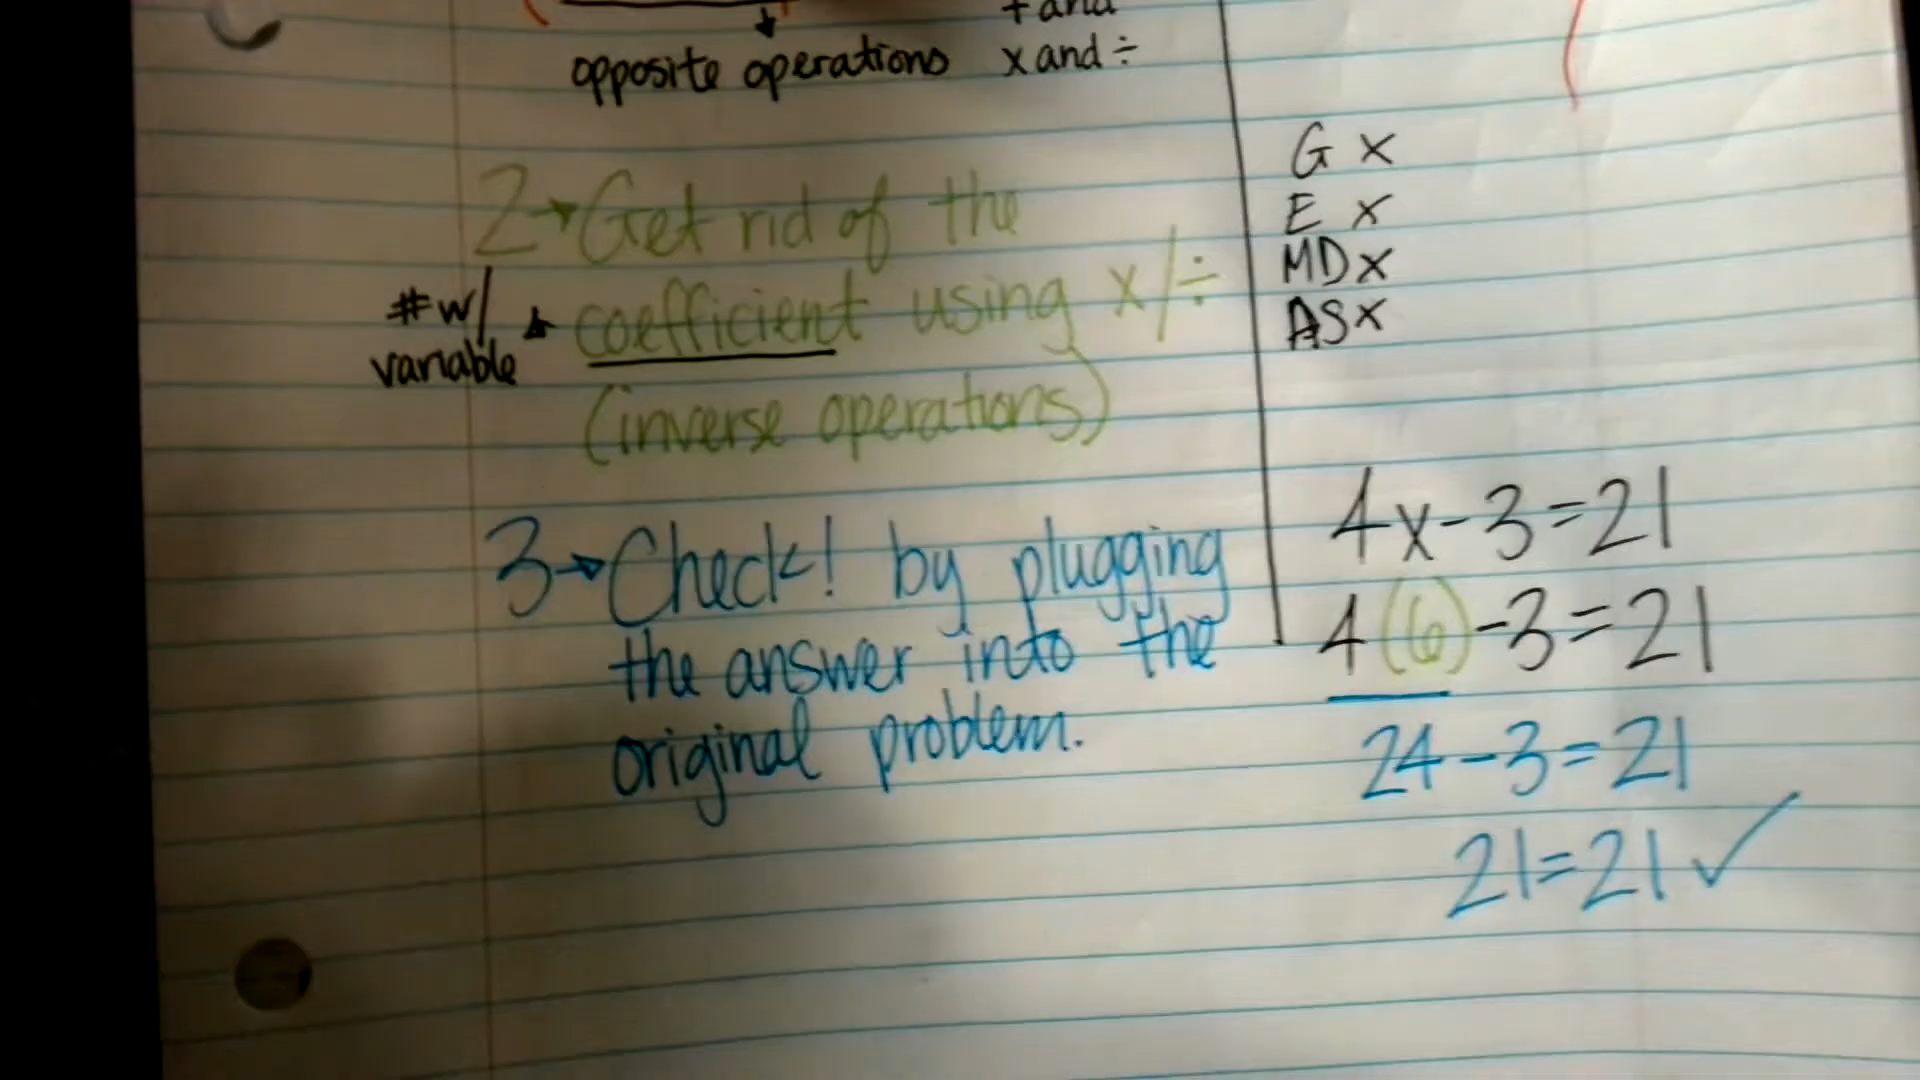 + and
opposite operations x and ÷
2→Get rid of the
coefficient using x/÷
(inverse operations)
#w/
variable
3→Check! by plugging
the answer into the
original problem.
G x
E x
MD x
AS x
4x-3=21
4(6)-3=21
24-3=21
21=21✓